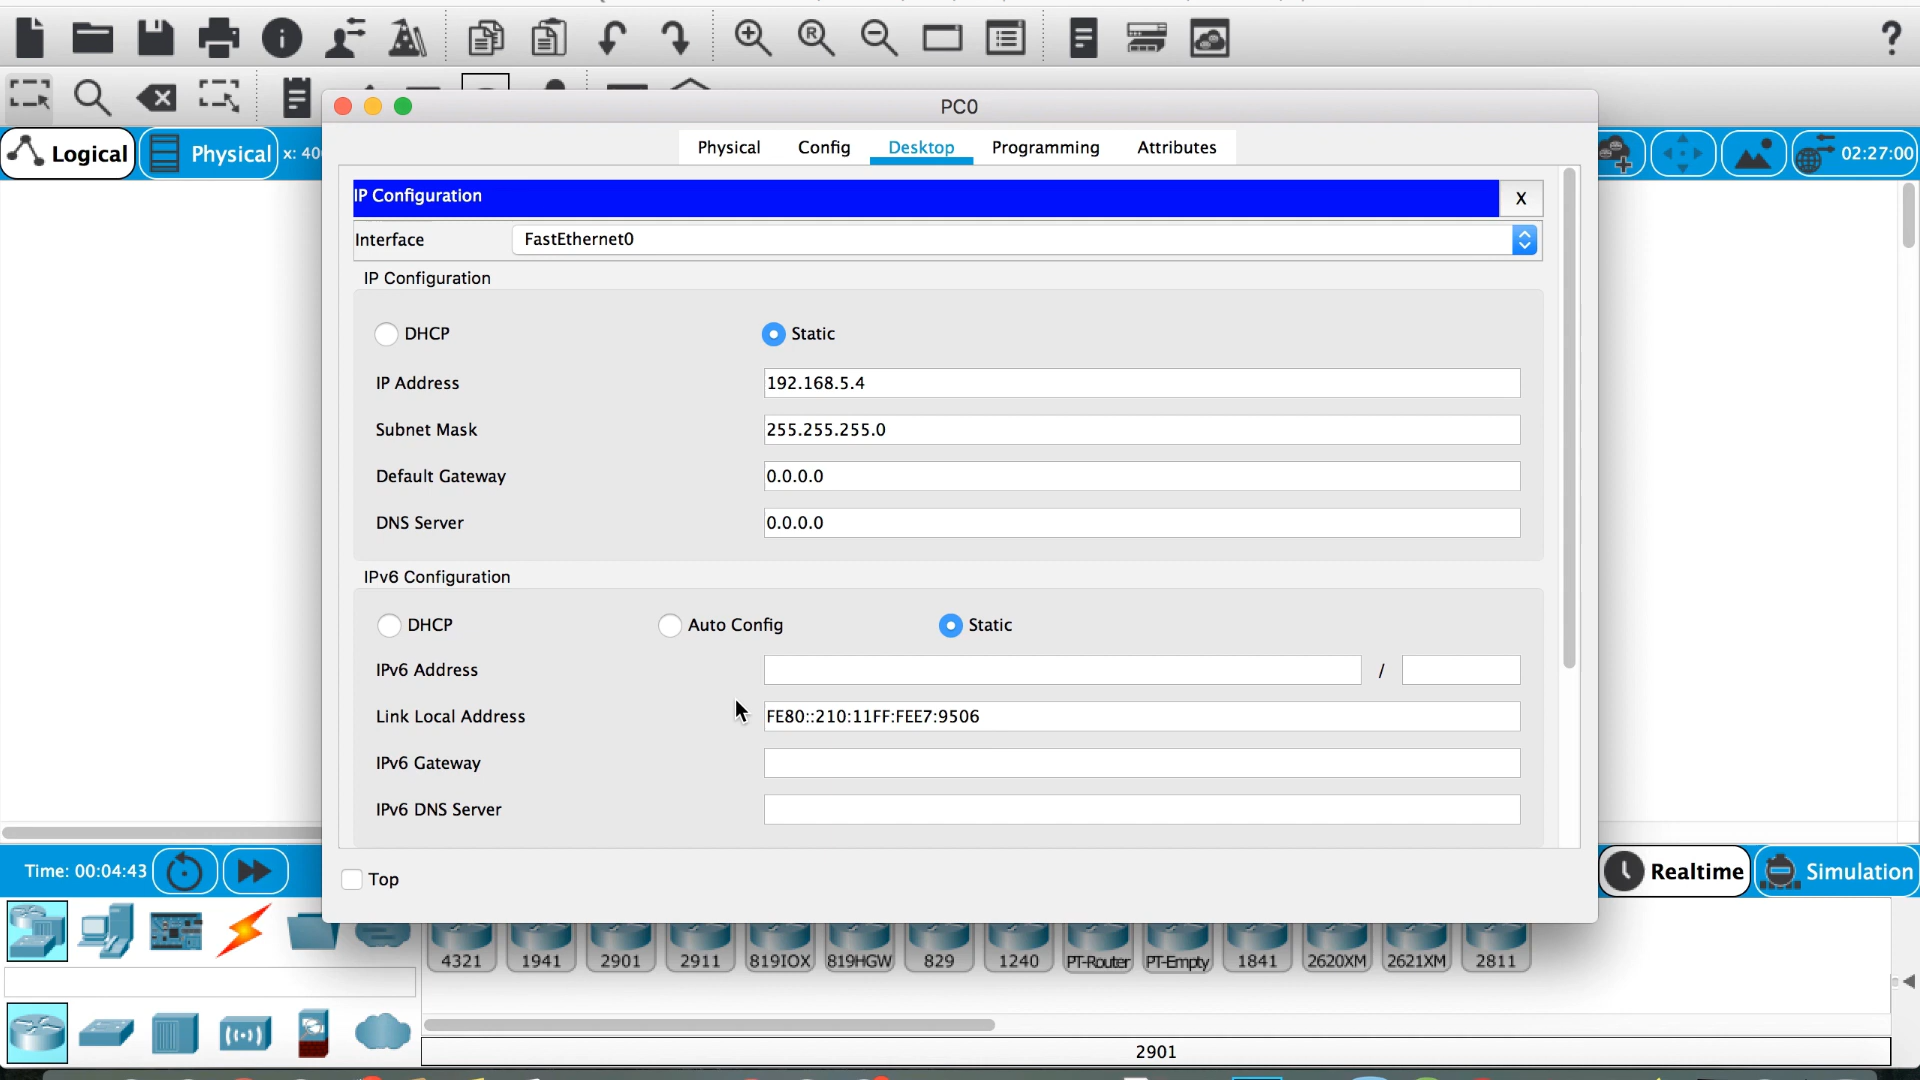 PC0
Logical
Physical
x: 40
Physical
Config
Desktop
Programming
Attributes
02:27:00
IP Configuration
X
Interface
FastEthernet0
IP Configuration
DHCP
Static
IP Address
192.168.5.4
Subnet Mask
255.255.255.0
Default Gateway
0.0.0.0
DNS Server
0.0.0.0
IPv6 Configuration
DHCP
Auto Config
Static
IPv6 Address
/
Link Local Address
FE80::210:11FF:FEE7:9506
IPv6 Gateway
IPv6 DNS Server
Top
Time: 00:04:43
Realtime
Simulation
4321
1941
2901
2911
819IOX
819HGW
829
1240
PT-Router
PT-Empty
1841
2620XM
2621XM
2811
2901